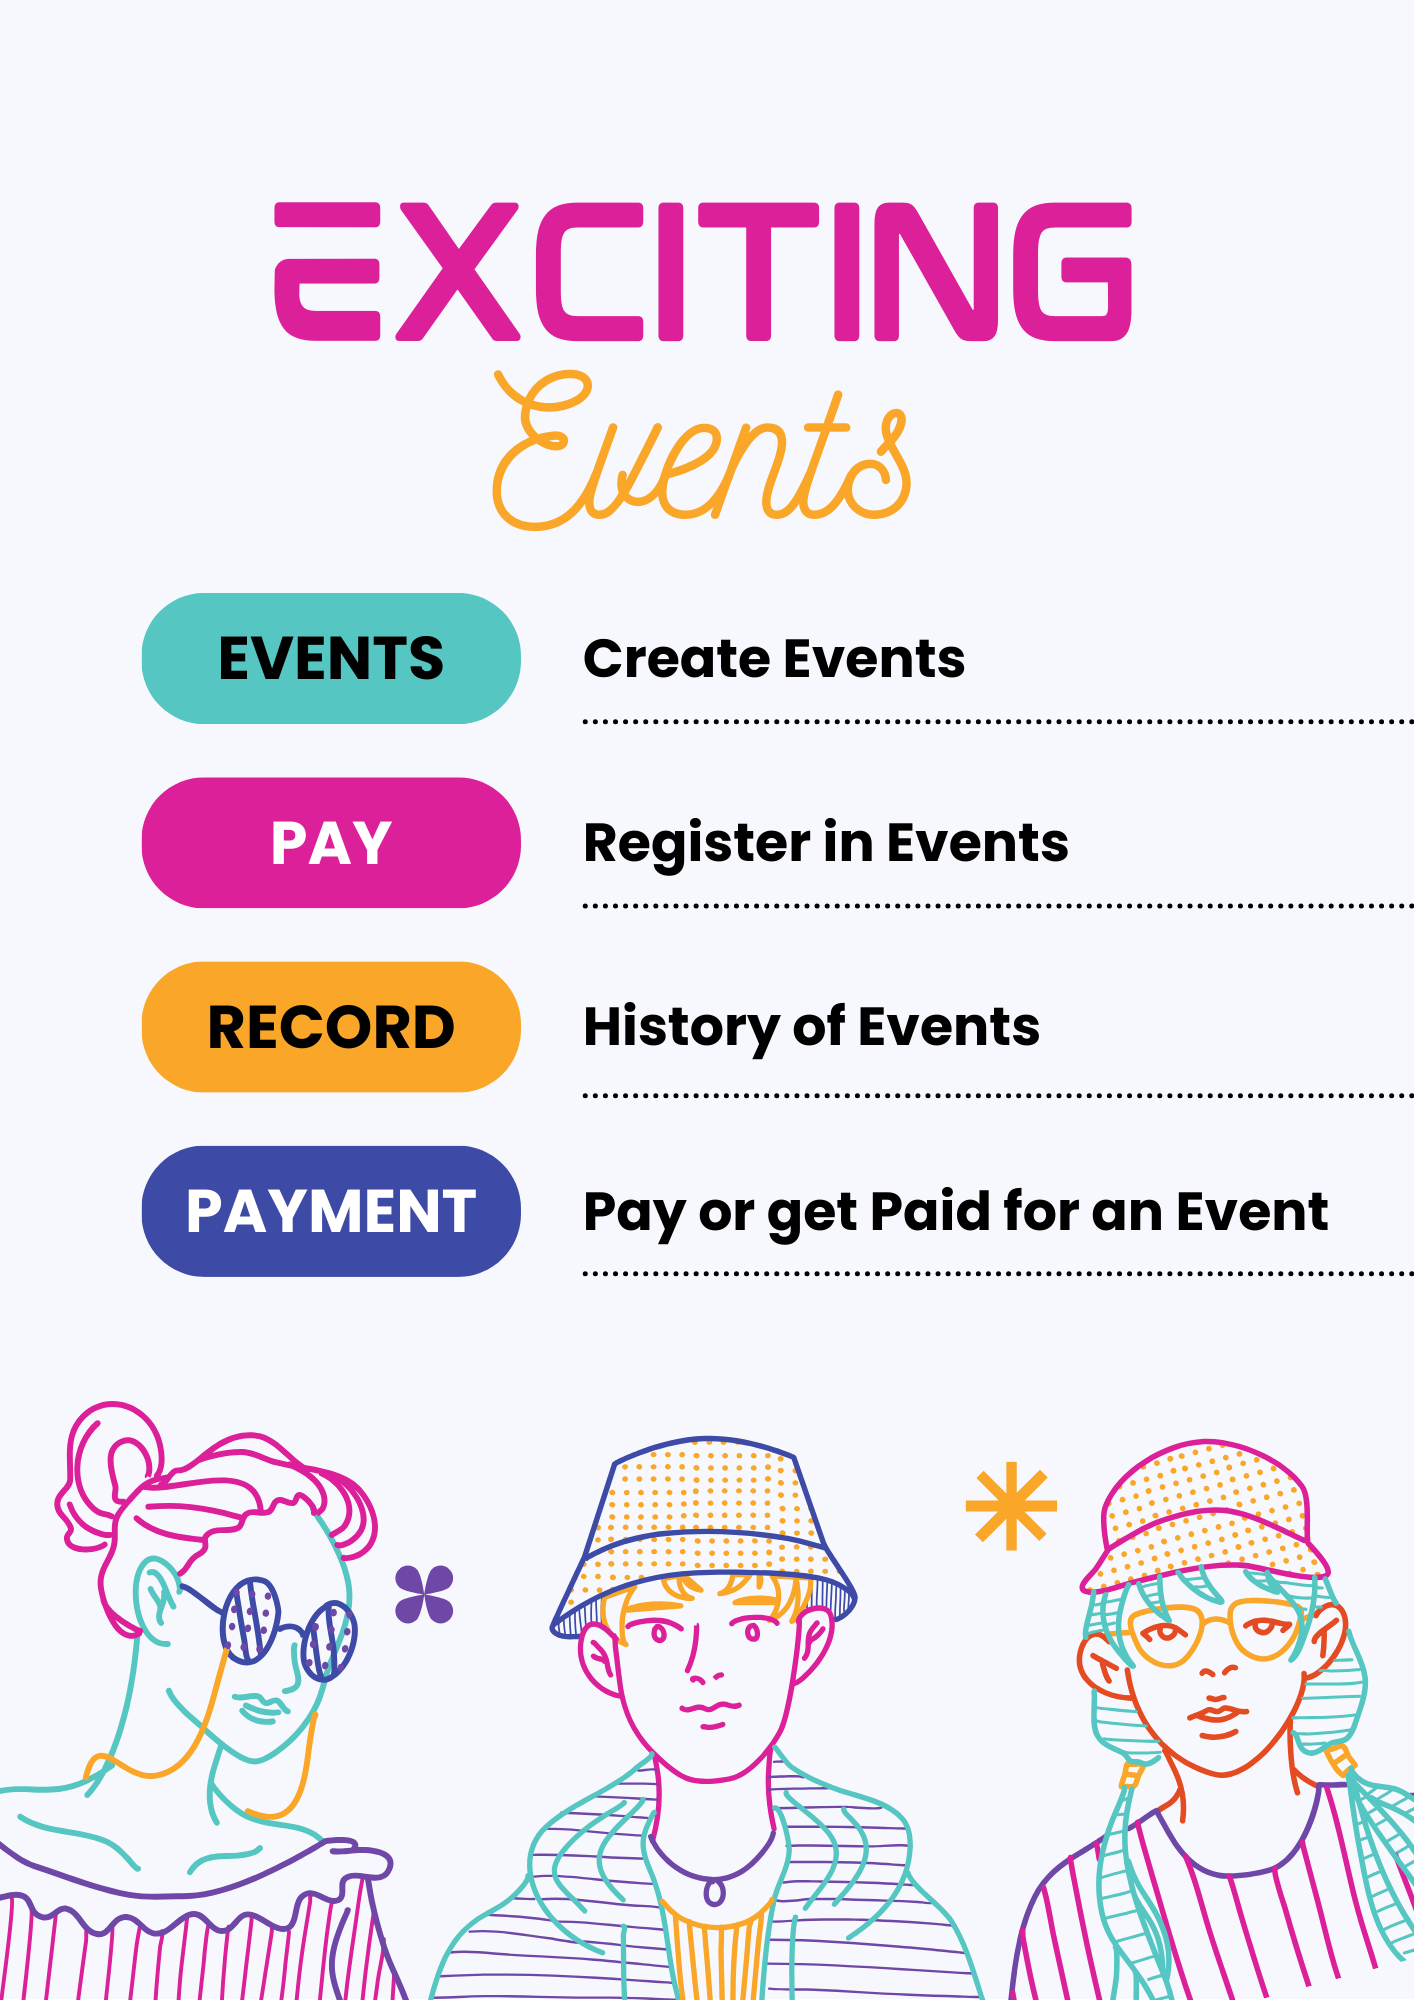 EXCITING
Events
EVENTS Create Events
PAY Register in Events
RECORD History of Events
PAYMENT Pay or get Paid for an Event